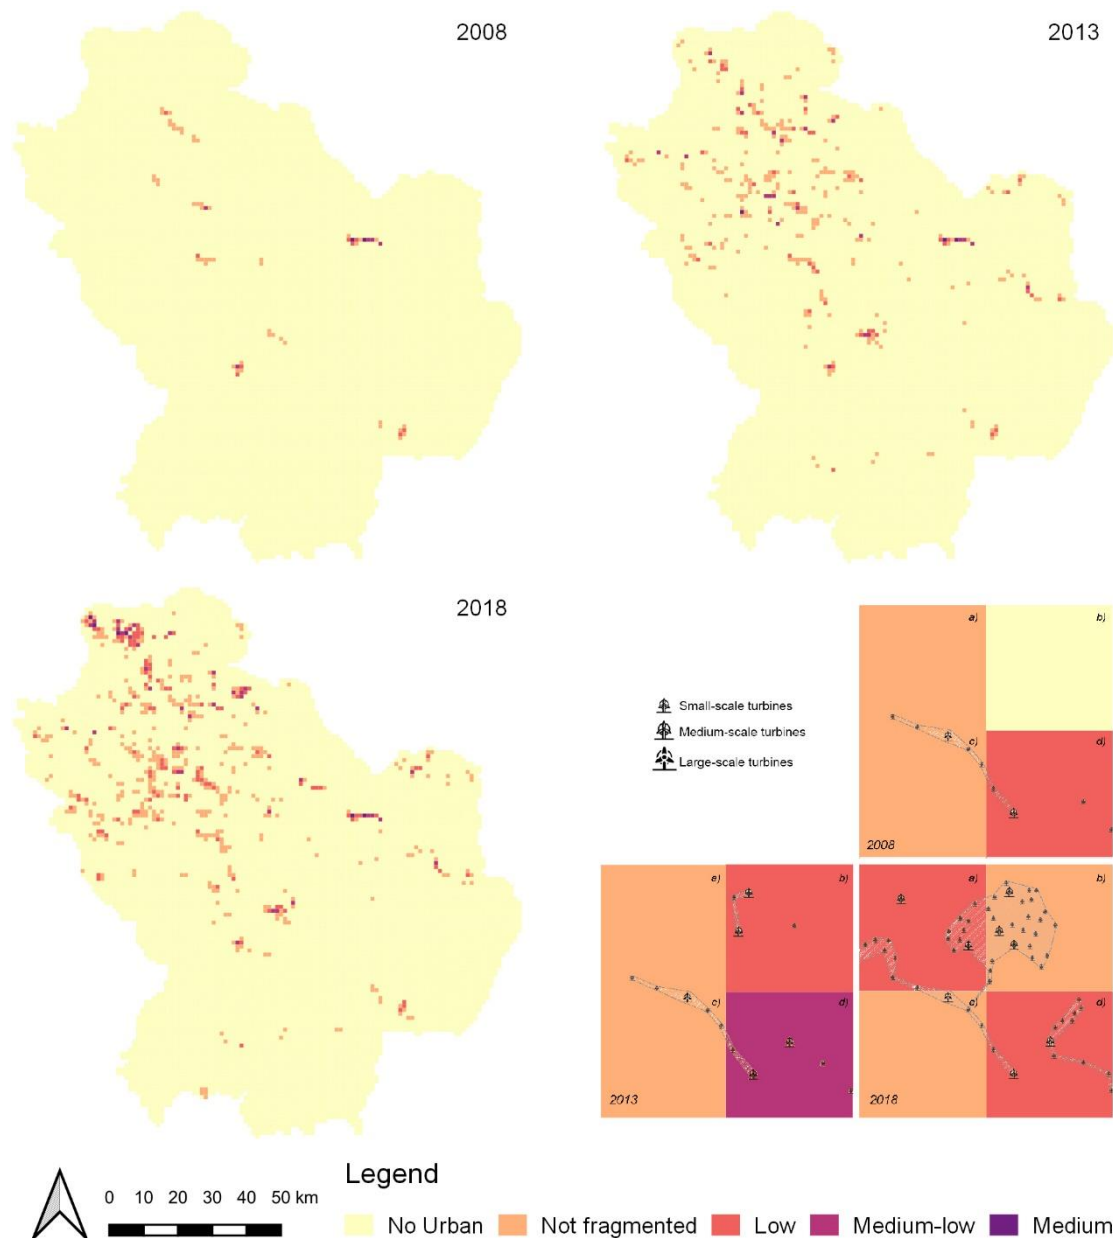 2008
2013
2018
Small-scale turbines
Medium-scale turbines
Large-scale turbines
a)
b)
c)
d)
2008
a)
b)
c)
d)
2013
a)
b)
c)
d)
2018
0 10 20 30 40 50 km
Legend
No Urban Not fragmented Low Medium-low Medium